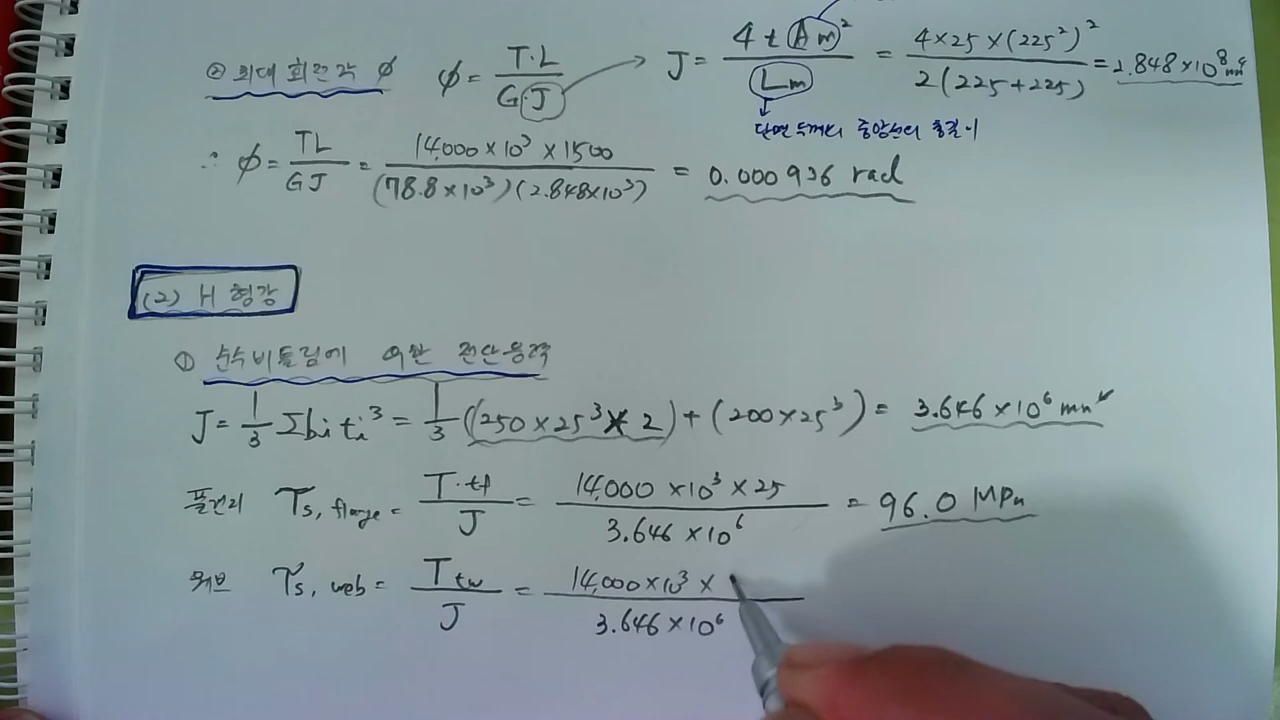 ② 최대 회전각 ϕ ϕ = T·L / G·J → J = 4 t Am² / Lm = 4×25×(225²)² / 2(225+225) = 2.848×10⁸ mm⁴
단면 두께의 중앙선의 총길이
∴ ϕ = TL / GJ = 14,000×10³×1500 / (78.8×10³)(2.848×10³) = 0.000936 rad
(2) H 형강
① 순수비틀림에 의한 전단응력
J = 1/3 Σ bi ti³ = 1/3 ((250×25³×2)+(200×25³) = 3.646×10⁶ mm⁴
플랜지 τs, flange = T·tf / J = 14,000×10³×25 / 3.646×10⁶ = 96.0 MPa
웨브 τs, web = T tw / J = 14,000×10³× / 3.646×10⁶